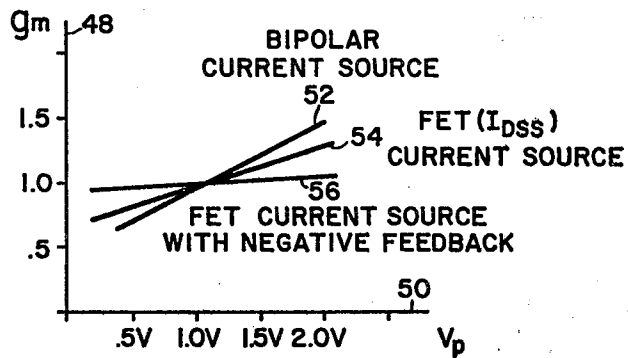 gm
48
BIPOLAR
CURRENT SOURCE
52
1.5
FET (IDSS)
54
CURRENT SOURCE
1.0
56
FET CURRENT SOURCE
.5
WITH NEGATIVE FEEDBACK
50
.5V 1.0V 1.5V 2.0V Vp